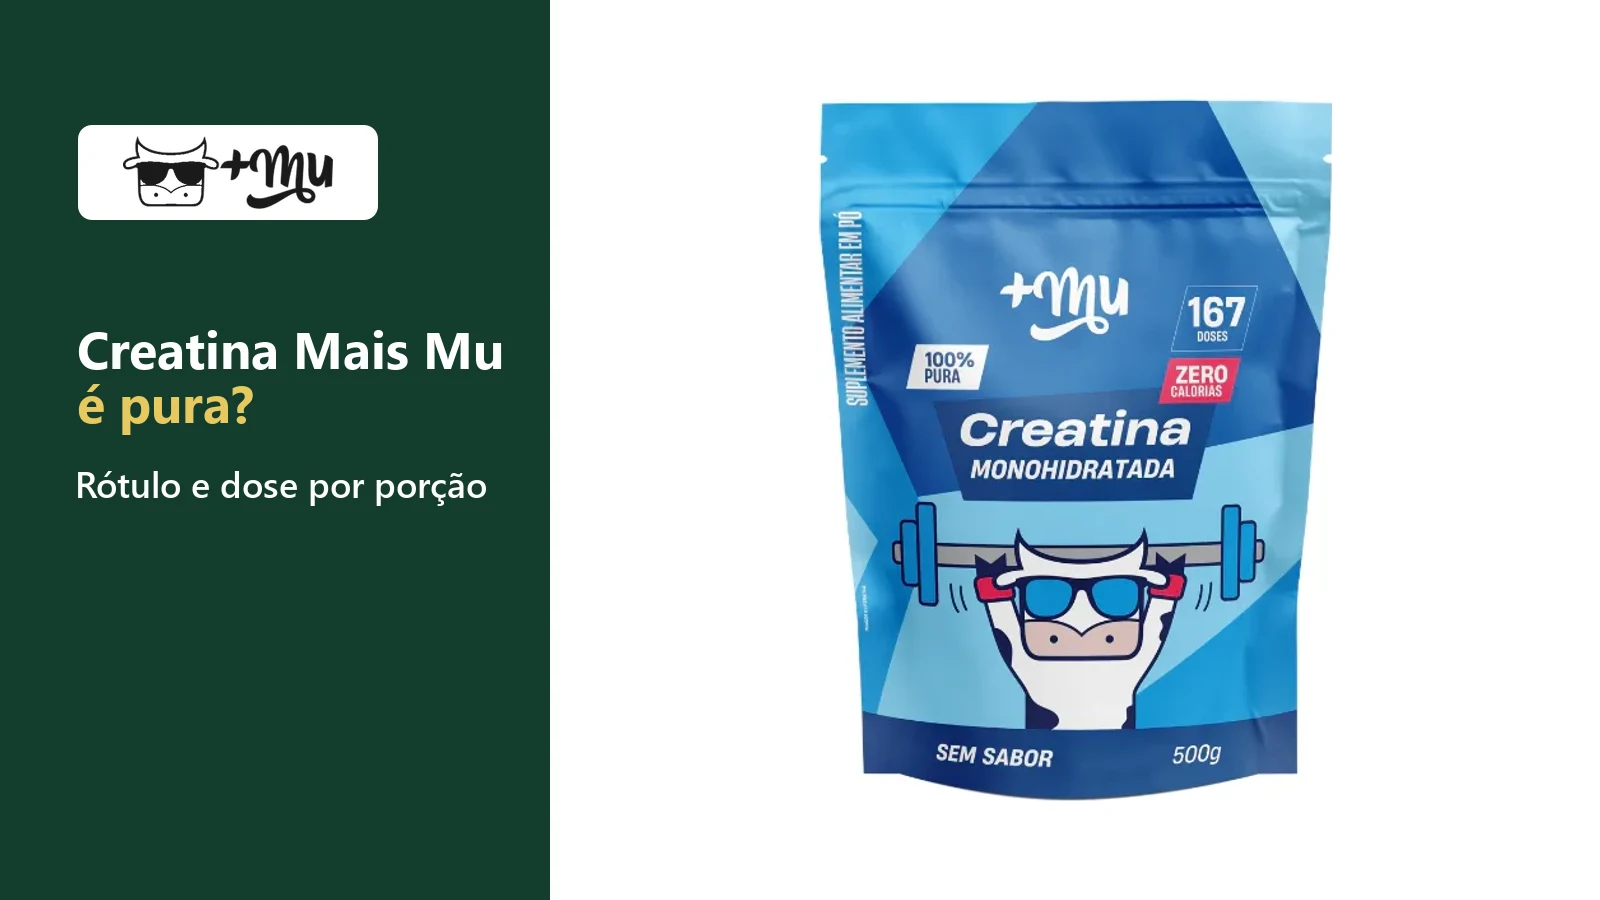 +Mu
Creatina Mais Mu
é pura?
Rótulo e dose por porção
SUPLEMENTO ALIMENTAR EM PÓ
+Mu
167
DOSES
100%
PURA
ZERO
CALORIAS
Creatina
MONOHIDRATADA
SEM SABOR
500g